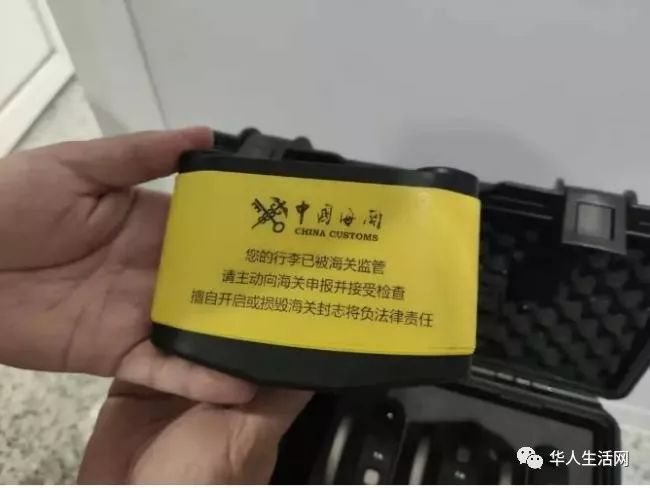 中国海关
CHINA CUSTOMS
您的行李已被海关监管
请主动向海关申报并接受检查
擅自开启或损毁海关封志将负法律责任
华人生活网